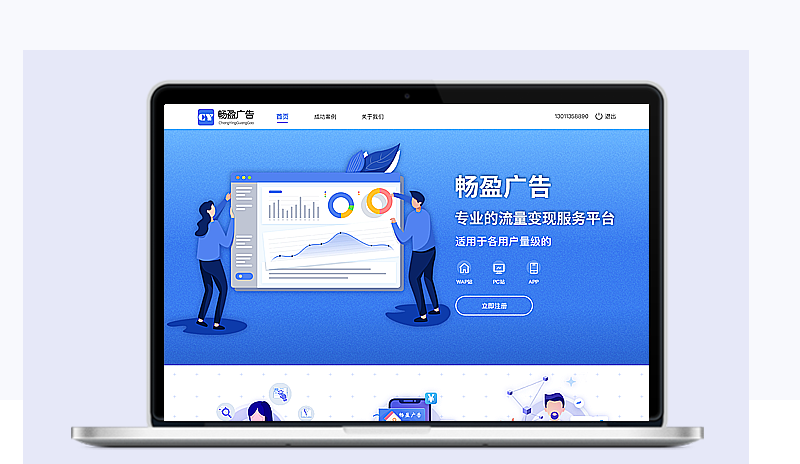 CY 畅盈广告
ChangYingGuangGao
首页 成功案例 关于我们
13011358890 退出
畅盈广告
专业的流量变现服务平台
适用于各用户量级的
WAP站 PC站 APP
立即注册
畅盈广告